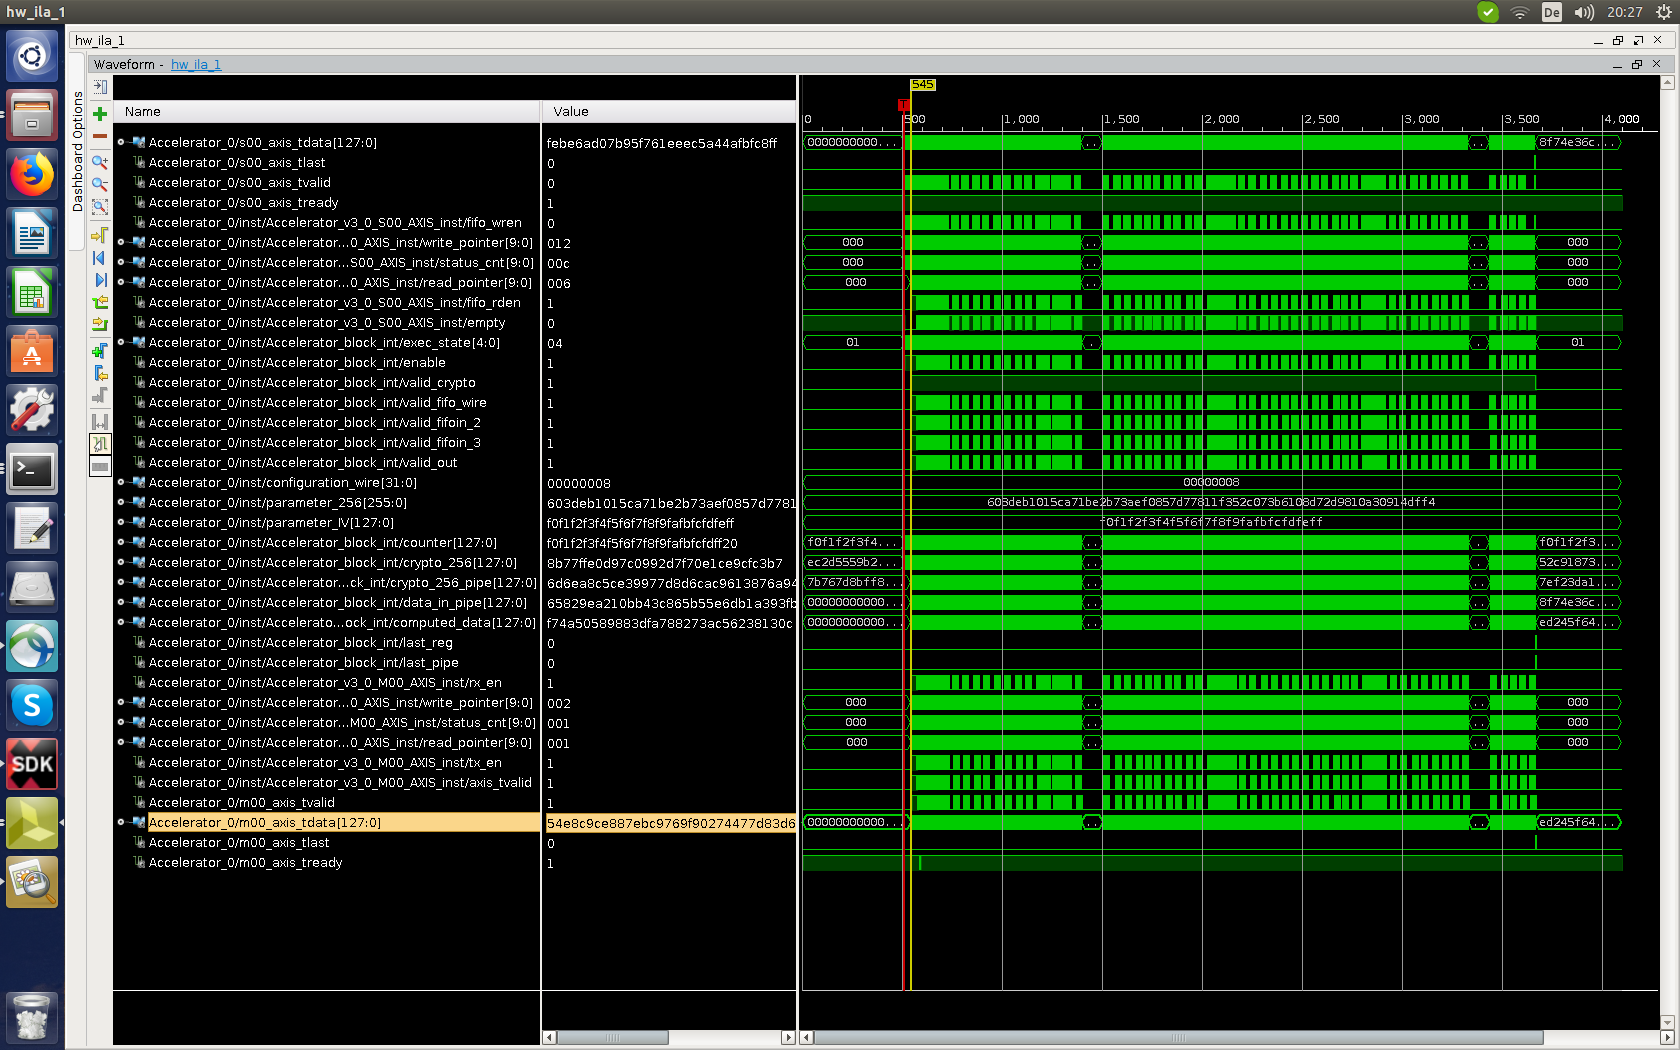 hw_ila_1
De
20:27
hw_ila_1
Waveform - hw_ila_1
Dashboard Options
545
Name Value
0 500 1,000 1,500 2,000 2,500 3,000 3,500 4,000
Accelerator_0/s00_axis_tdata[127:0] febe6ad07b95f761eeec5a44afbfc8ff 0000000000... .. .. 8f74e36c...
Accelerator_0/s00_axis_tlast 0
Accelerator_0/s00_axis_tvalid 0
Accelerator_0/s00_axis_tready 1
Accelerator_0/inst/Accelerator_v3_0_S00_AXIS_inst/fifo_wren 0
Accelerator_0/inst/Accelerator...0_AXIS_inst/write_pointer[9:0] 012 000 .. .. 000
Accelerator_0/inst/Accelerator...S00_AXIS_inst/status_cnt[9:0] 00c 000 .. .. 000
Accelerator_0/inst/Accelerator...0_AXIS_inst/read_pointer[9:0] 006 000 .. .. 000
Accelerator_0/inst/Accelerator_v3_0_S00_AXIS_inst/fifo_rden 1
Accelerator_0/inst/Accelerator_v3_0_S00_AXIS_inst/empty 0
Accelerator_0/inst/Accelerator_block_int/exec_state[4:0] 04 01 .. . 01
Accelerator_0/inst/Accelerator_block_int/enable 1
Accelerator_0/inst/Accelerator_block_int/valid_crypto 1
Accelerator_0/inst/Accelerator_block_int/valid_fifo_wire 1
Accelerator_0/inst/Accelerator_block_int/valid_fifoin_2 1
Accelerator_0/inst/Accelerator_block_int/valid_fifoin_3 1
Accelerator_0/inst/Accelerator_block_int/valid_out 1
Accelerator_0/inst/configuration_wire[31:0] 00000008 00000008
Accelerator_0/inst/parameter_256[255:0] 603deb1015ca71be2b73aef0857d7781 603deb1015ca71be2b73aef0857d77811f352c073b6108d72d9810a30914dff4
Accelerator_0/inst/parameter_IV[127:0] f0f1f2f3f4f5f6f7f8f9fafbfcfdfeff f0f1f2f3f4f5f6f7f8f9fafbfcfdfeff
Accelerator_0/inst/Accelerator_block_int/counter[127:0] f0f1f2f3f4f5f6f7f8f9fafbfcfdff20 f0f1f2f3f4... .. .. f0f1f2f3...
Accelerator_0/inst/Accelerator_block_int/crypto_256[127:0] 8b77ffe0d97c0992d7f70e1ce9cfc3b7 ec2d5559b2... .. .. 52c91873...
Accelerator_0/inst/Accelerator...ck_int/crypto_256_pipe[127:0] 6d6ea8c5ce39977d8d6cac9613876a94 7b767d8bff8... .. .. 7ef23da1...
Accelerator_0/inst/Accelerator_block_int/data_in_pipe[127:0] 65829ea210bb43c865b55e6db1a393fb 00000000000... .. .. 8f74e36c...
Accelerator_0/inst/Accelerato...ock_int/computed_data[127:0] f74a50589883dfa788273ac56238130c 00000000000... .. .. ed245f64...
Accelerator_0/inst/Accelerator_block_int/last_reg 0
Accelerator_0/inst/Accelerator_block_int/last_pipe 0
Accelerator_0/inst/Accelerator_v3_0_M00_AXIS_inst/rx_en 1
Accelerator_0/inst/Accelerator...0_AXIS_inst/write_pointer[9:0] 002 000 .. .. 000
Accelerator_0/inst/Accelerator...M00_AXIS_inst/status_cnt[9:0] 001 000 .. .. 000
Accelerator_0/inst/Accelerator...0_AXIS_inst/read_pointer[9:0] 001 000 .. .. 000
Accelerator_0/inst/Accelerator_v3_0_M00_AXIS_inst/tx_en 1
Accelerator_0/inst/Accelerator_v3_0_M00_AXIS_inst/axis_tvalid 1
Accelerator_0/m00_axis_tvalid 1
Accelerator_0/m00_axis_tdata[127:0] 54e8c9ce887ebc9769f90274477d83d6 00000000000... .. .. ed245f64...
Accelerator_0/m00_axis_tlast 0
Accelerator_0/m00_axis_tready 1
SDK